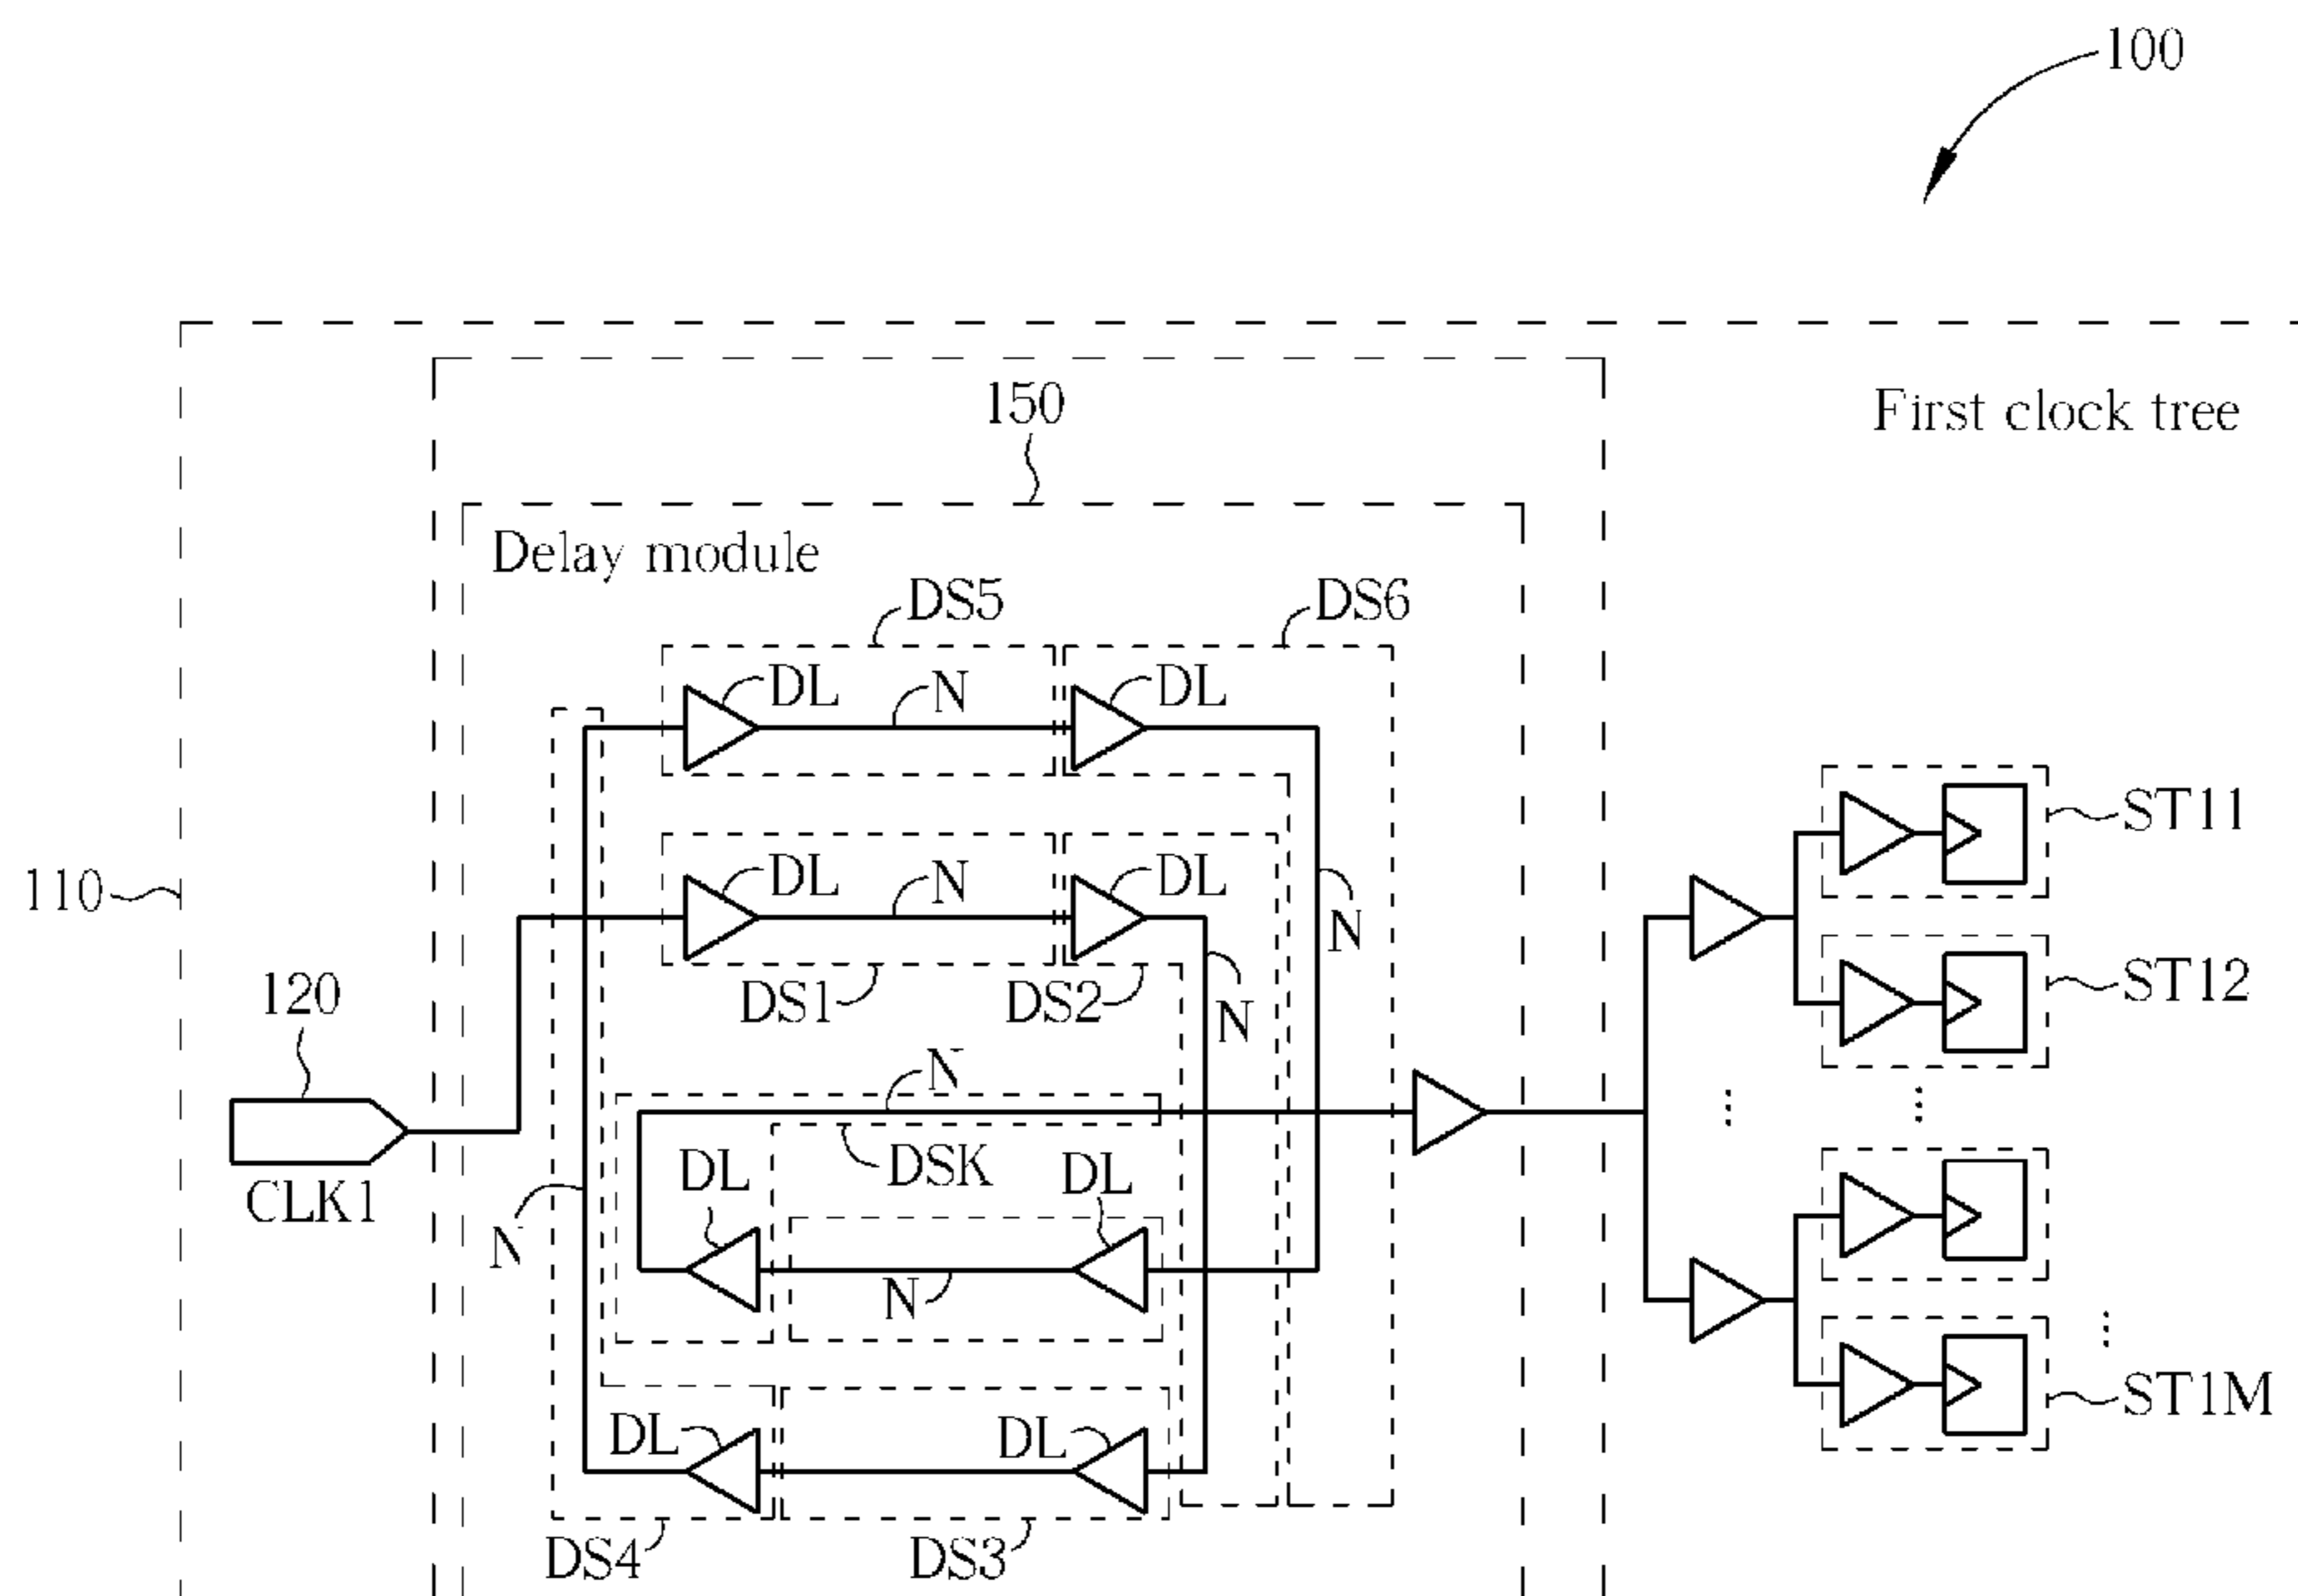 100
First clock tree
150
Delay module
DS5
DS6
DL
N
DL
DL
N
DL
N
ST11
110
DS1
DS2
N
ST12
120
N
CLK1
DL
DSK
DL
N
N
DL
DL
ST1M
DS4
DS3